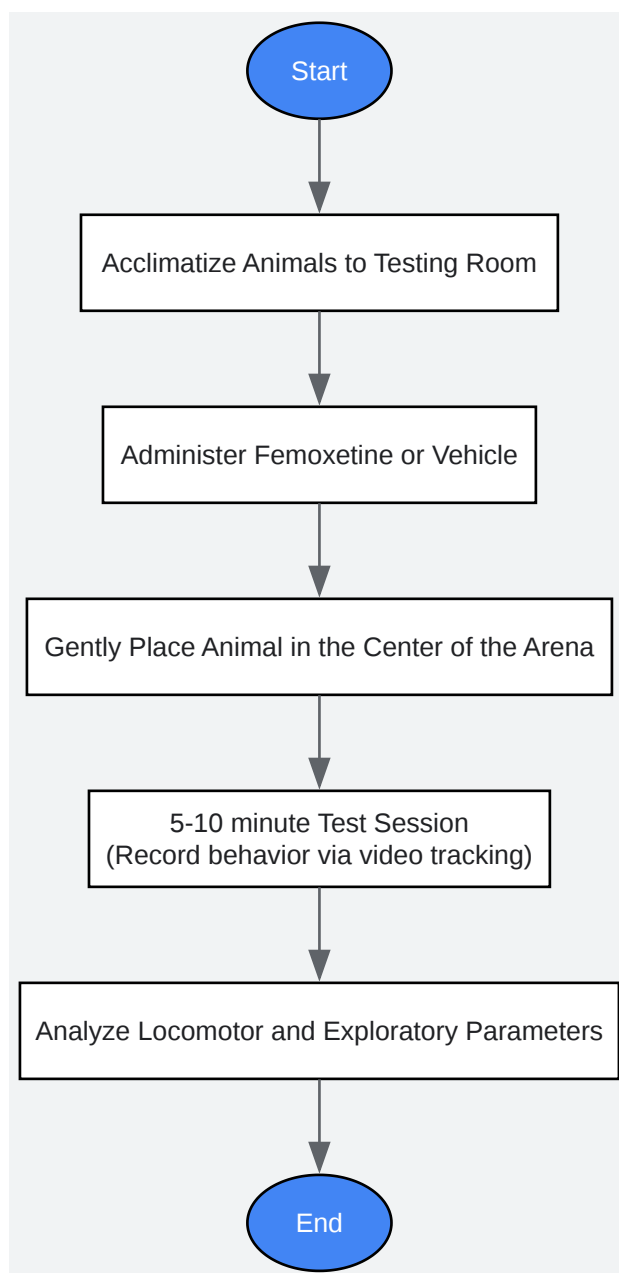 Start
Acclimatize Animals to Testing Room
Administer Femoxetine or Vehicle
Gently Place Animal in the Center of the Arena
5-10 minute Test Session
(Record behavior via video tracking)
Analyze Locomotor and Exploratory Parameters
End